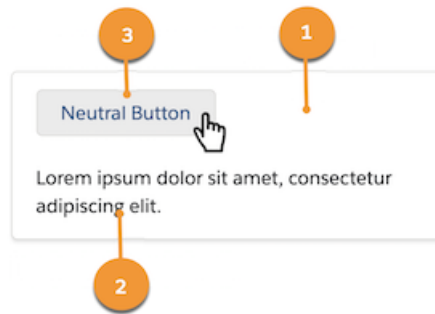 3
1
Neutral Button
Lorem ipsum dolor sit amet, consectetur
adipiscing elit.
2